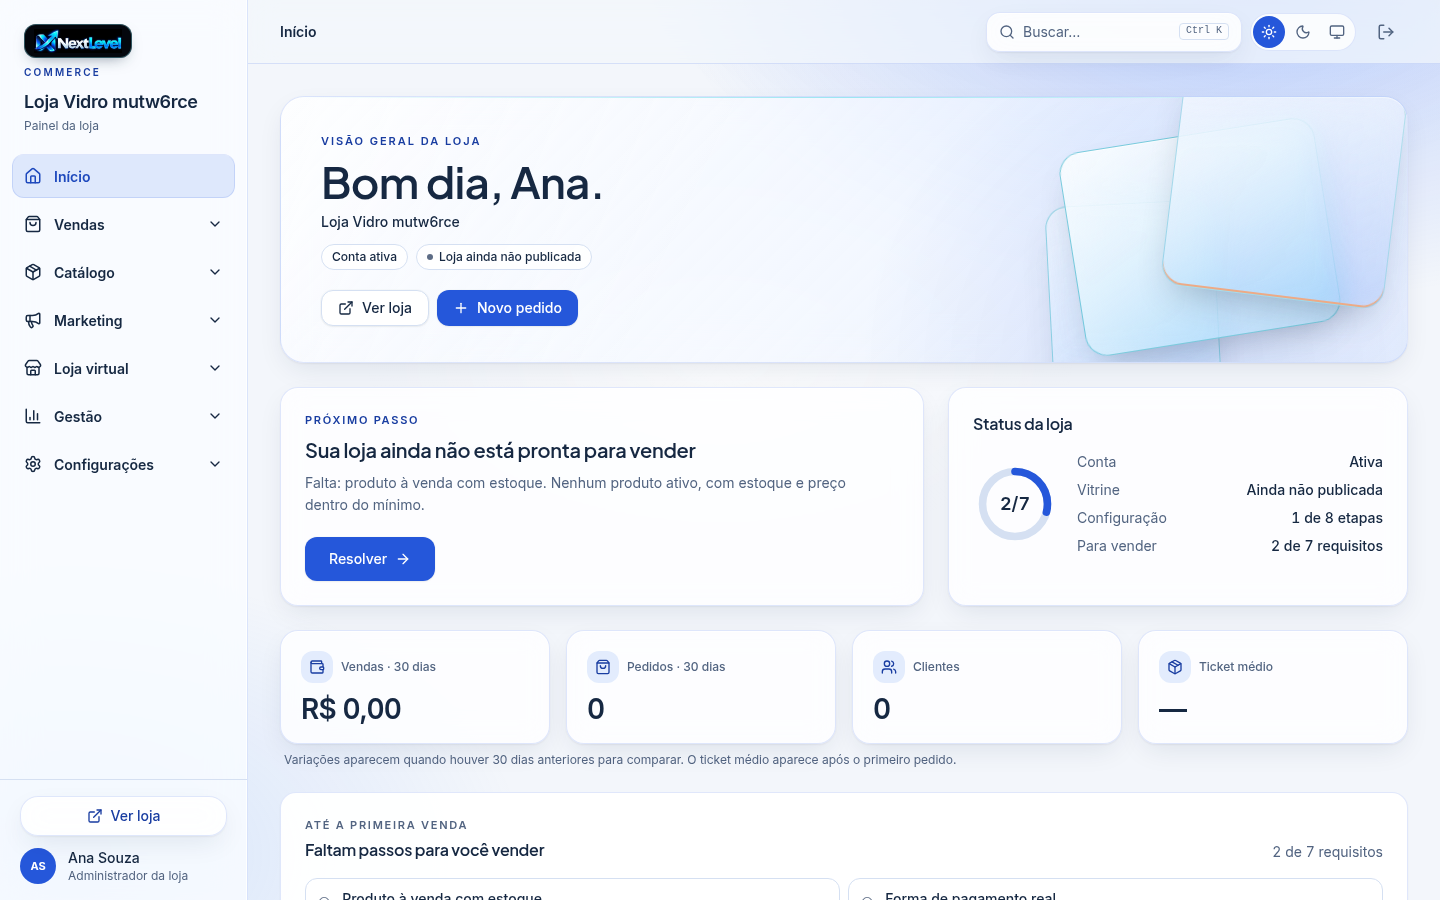 NextLevel
COMMERCE
Loja Vidro mutw6rce
Painel da loja
Início
Vendas
Catálogo
Marketing
Loja virtual
Gestão
Configurações
Ver loja
AS
Ana Souza
Administrador da loja
Início
Buscar...
Ctrl K
VISÃO GERAL DA LOJA
Bom dia, Ana.
Loja Vidro mutw6rce
Conta ativa
Loja ainda não publicada
Ver loja
Novo pedido
PRÓXIMO PASSO
Sua loja ainda não está pronta para vender
Falta: produto à venda com estoque. Nenhum produto ativo, com estoque e preço
dentro do mínimo.
Resolver
Status da loja
2/7
Conta Ativa
Vitrine Ainda não publicada
Configuração 1 de 8 etapas
Para vender 2 de 7 requisitos
Vendas · 30 dias
R$ 0,00
Pedidos · 30 dias
0
Clientes
0
Ticket médio
—
Variações aparecem quando houver 30 dias anteriores para comparar. O ticket médio aparece após o primeiro pedido.
ATÉ A PRIMEIRA VENDA
Faltam passos para você vender
2 de 7 requisitos
Produto à venda com estoque
Forma de pagamento real